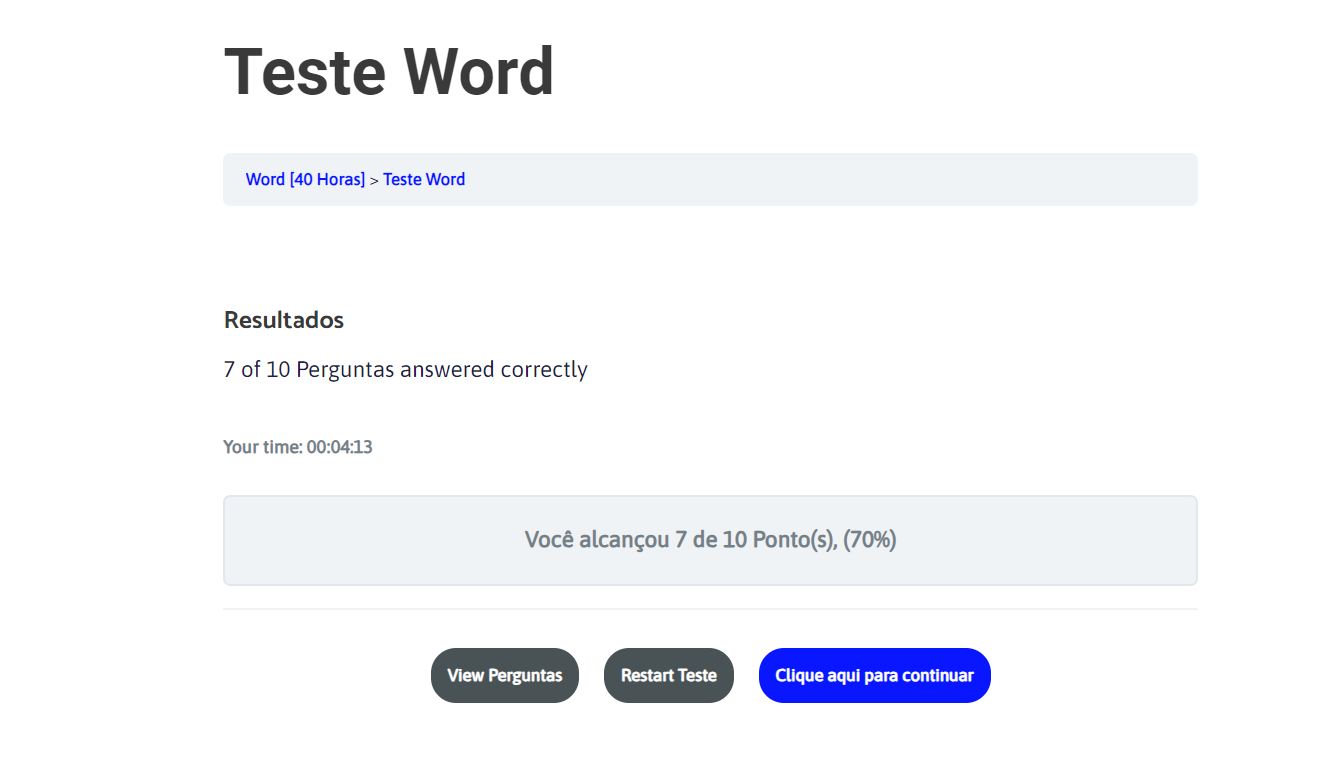 Teste Word
Word [40 Horas] > Teste Word
Resultados
7 of 10 Perguntas answered correctly
Your time: 00:04:13
Você alcançou 7 de 10 Ponto(s), (70%)
View Perguntas
Restart Teste
Clique aqui para continuar